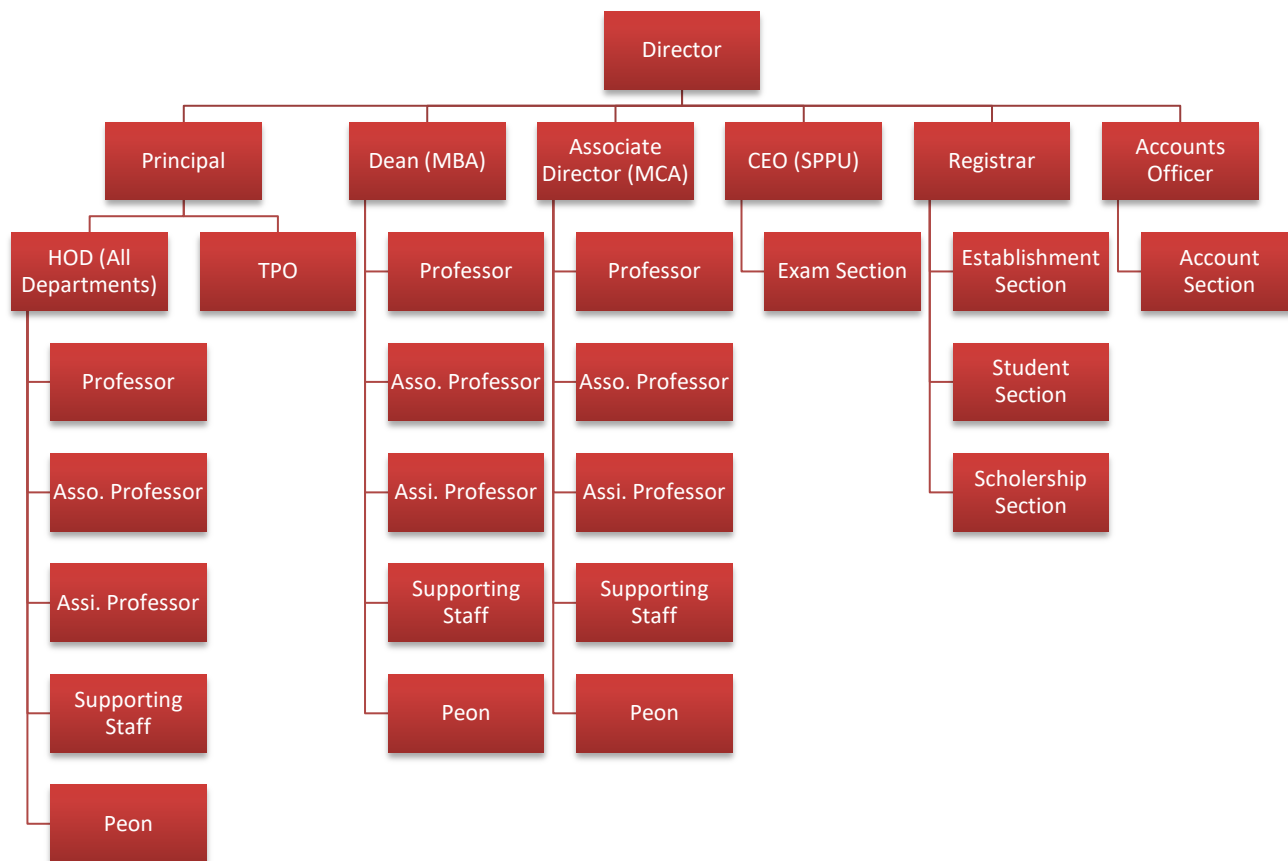 Director
Principal
Dean (MBA)
Associate
Director (MCA)
CEO (SPPU)
Registrar
Accounts
Officer
HOD (All
Departments)
TPO
Professor
Professor
Exam Section
Establishment
Section
Account
Section
Professor
Asso. Professor
Asso. Professor
Student
Section
Asso. Professor
Assi. Professor
Assi. Professor
Scholership
Section
Assi. Professor
Supporting
Staff
Supporting
Staff
Supporting
Staff
Peon
Peon
Peon